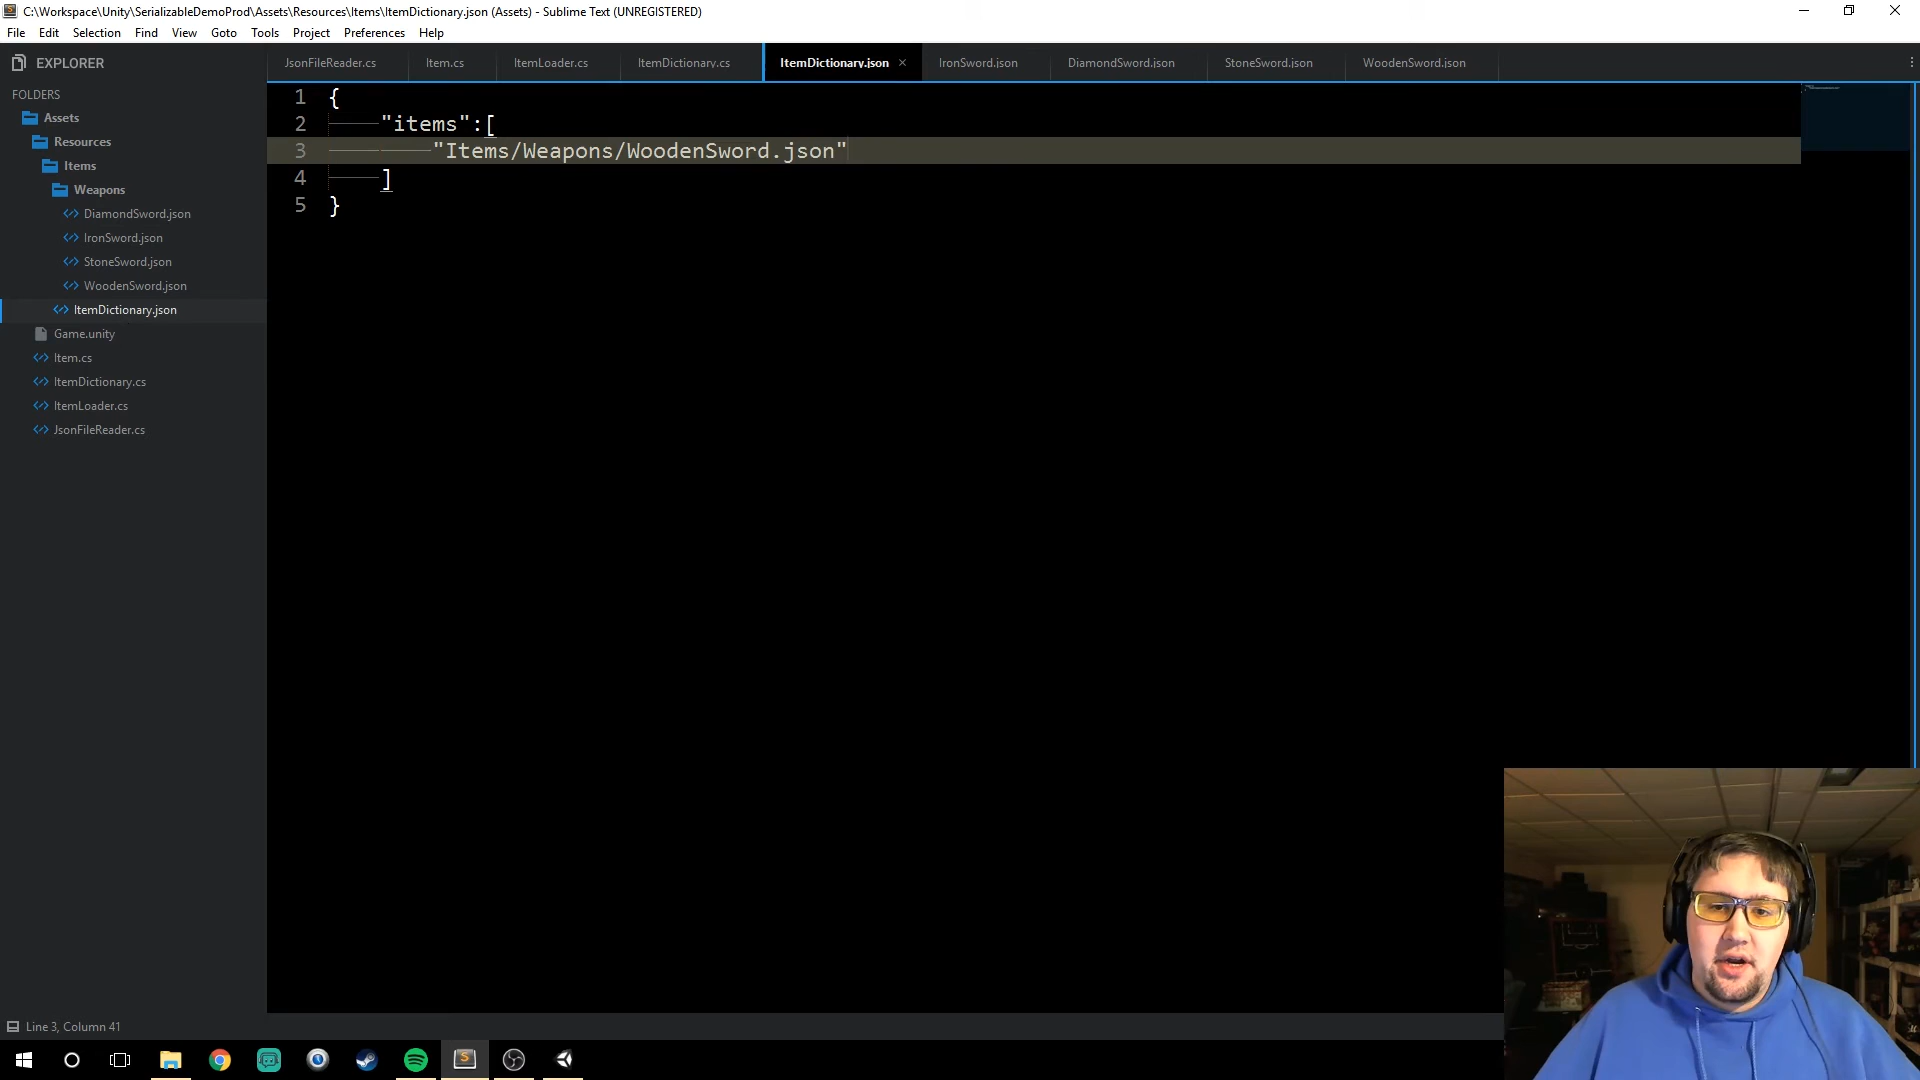 C:\Workspace\Unity\SerializableDemoProd\Assets\Resources\Items\ItemDictionary.json (Assets) - Sublime Text (UNREGISTERED)
File Edit Selection Find View Goto Tools Project Preferences Help
EXPLORER
FOLDERS
Assets
Resources
Items
Weapons
DiamondSword.json
IronSword.json
StoneSword.json
WoodenSword.json
ItemDictionary.json
Game.unity
Item.cs
ItemDictionary.cs
ItemLoader.cs
JsonFileReader.cs
JsonFileReader.cs Item.cs ItemLoader.cs ItemDictionary.cs ItemDictionary.json IronSword.json DiamondSword.json StoneSword.json WoodenSword.json
1 {
2 "items":[
3 "Items/Weapons/WoodenSword.json"
4 ]
5 }
Line 3, Column 41